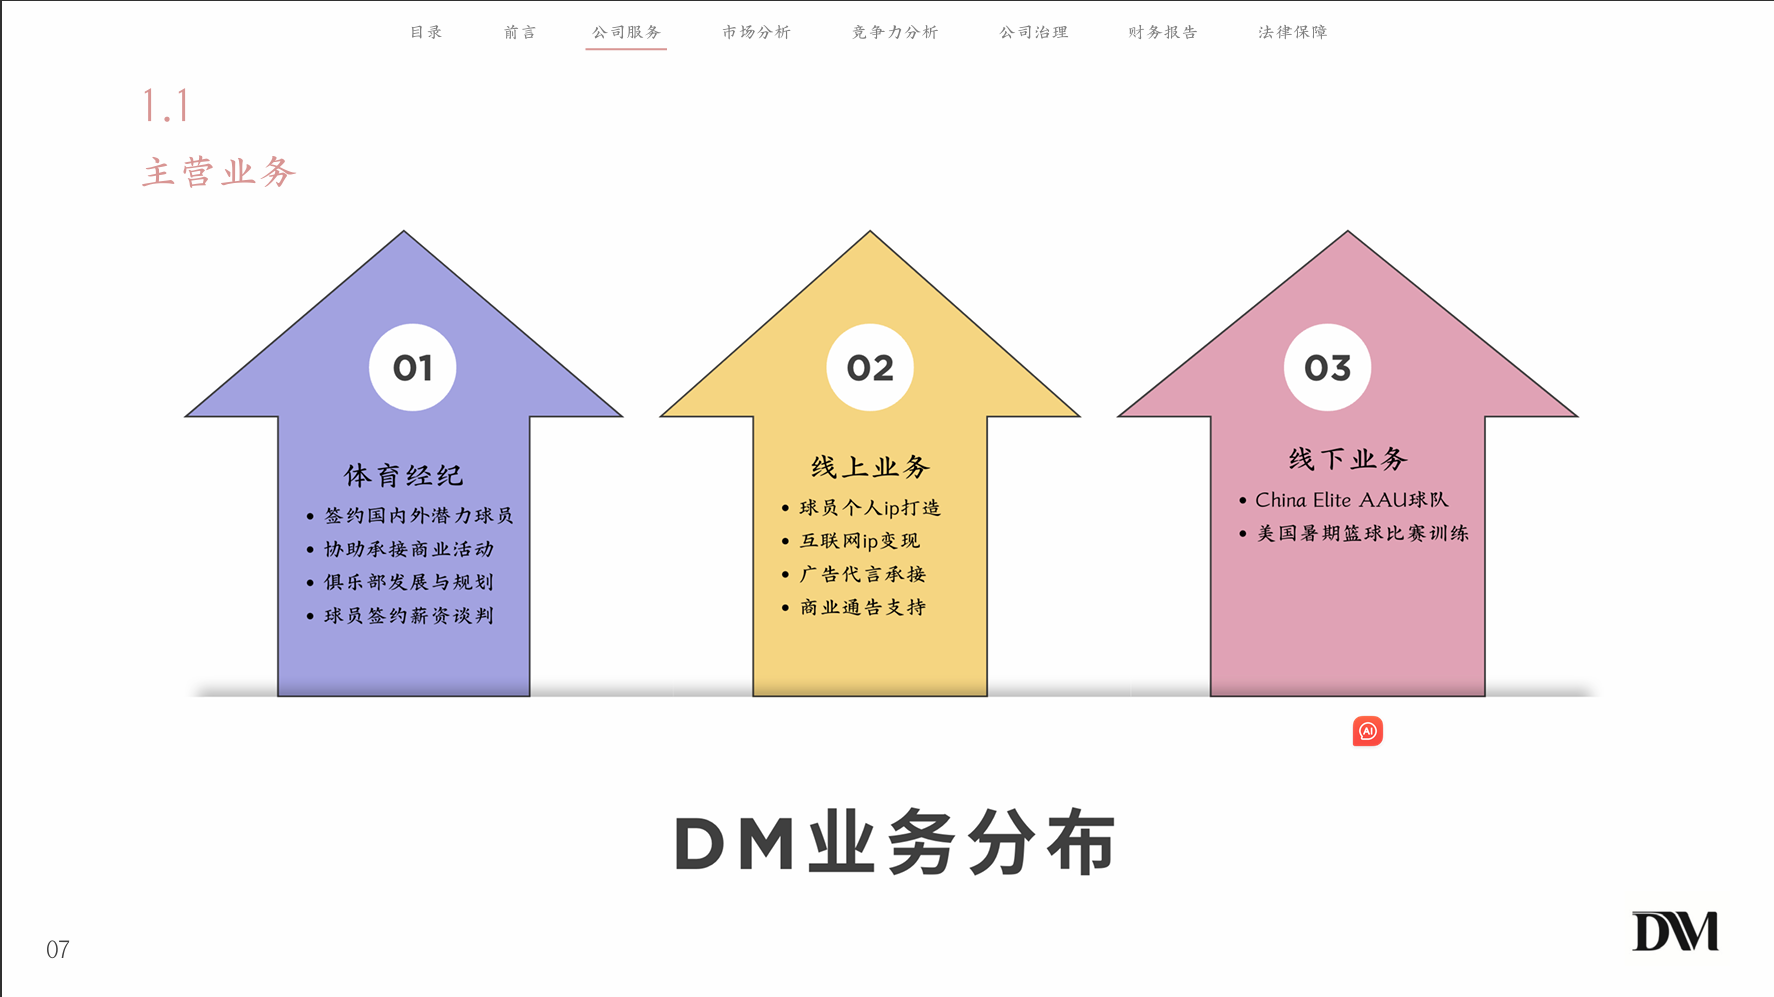 目录 前言 公司服务 市场分析 竞争力分析 公司治理 财务报告 法律保障
1.1
主营业务
01
体育经纪
• 签约国内外潜力球员
• 协助承接商业活动
• 俱乐部发展与规划
• 球员签约薪资谈判
02
线上业务
• 球员个人ip打造
• 互联网ip变现
• 广告代言承接
• 商业通告支持
03
线下业务
• China Elite AAU球队
• 美国暑期篮球比赛训练
AI
DM业务分布
07
DM